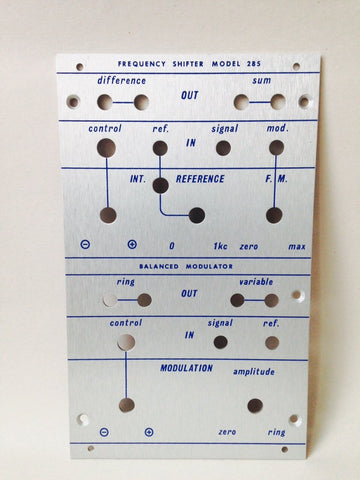 FREQUENCY SHIFTER MODEL 285
difference sum
OUT
control ref. signal mod.
IN
INT. REFERENCE F. M.
⊖ ⊕ 0 1kc zero max
BALANCED MODULATOR
ring variable
OUT
control signal ref.
IN
MODULATION amplitude
⊖ ⊕ zero ring